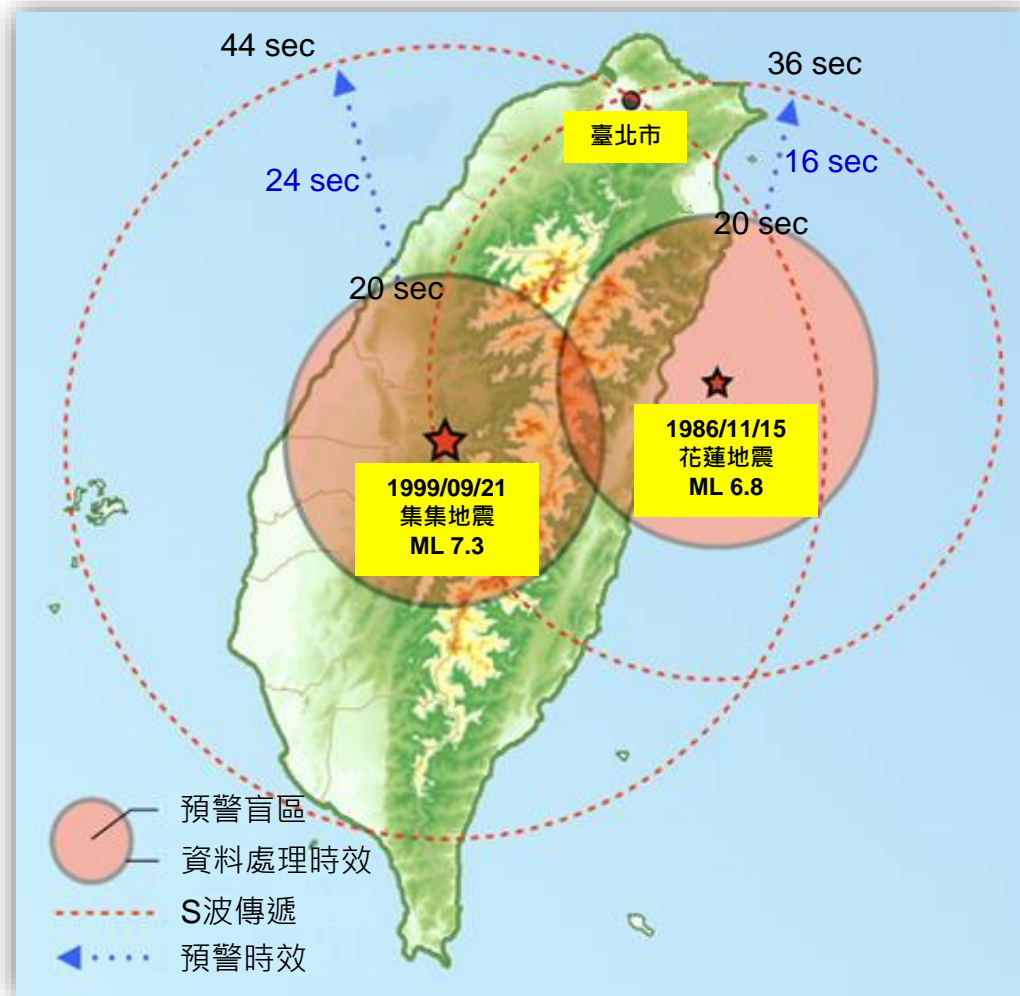 44 sec
36 sec
臺北市
24 sec
16 sec
20 sec
20 sec
1986/11/15
花蓮地震
ML 6.8
1999/09/21
集集地震
ML 7.3
預警盲區
資料處理時效
S波傳遞
預警時效